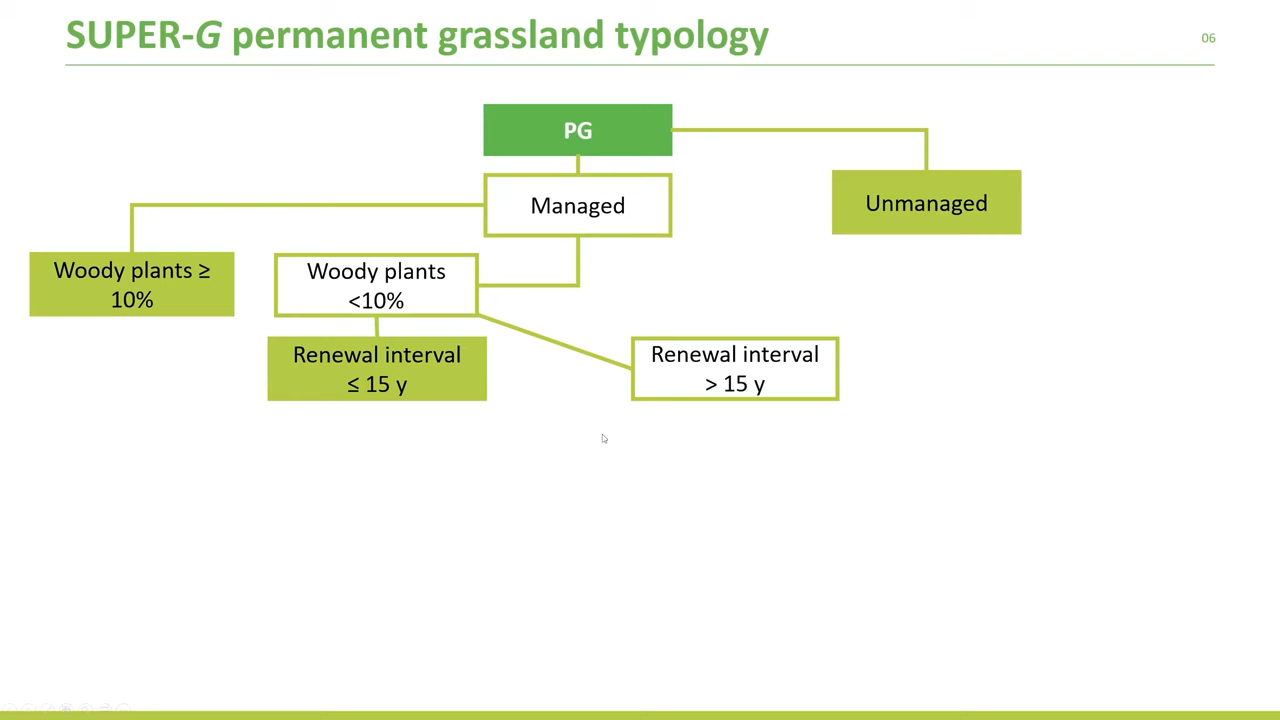 SUPER-G permanent grassland typology
06
PG
Managed
Unmanaged
Woody plants ≥
10%
Woody plants
<10%
Renewal interval
≤ 15 y
Renewal interval
> 15 y